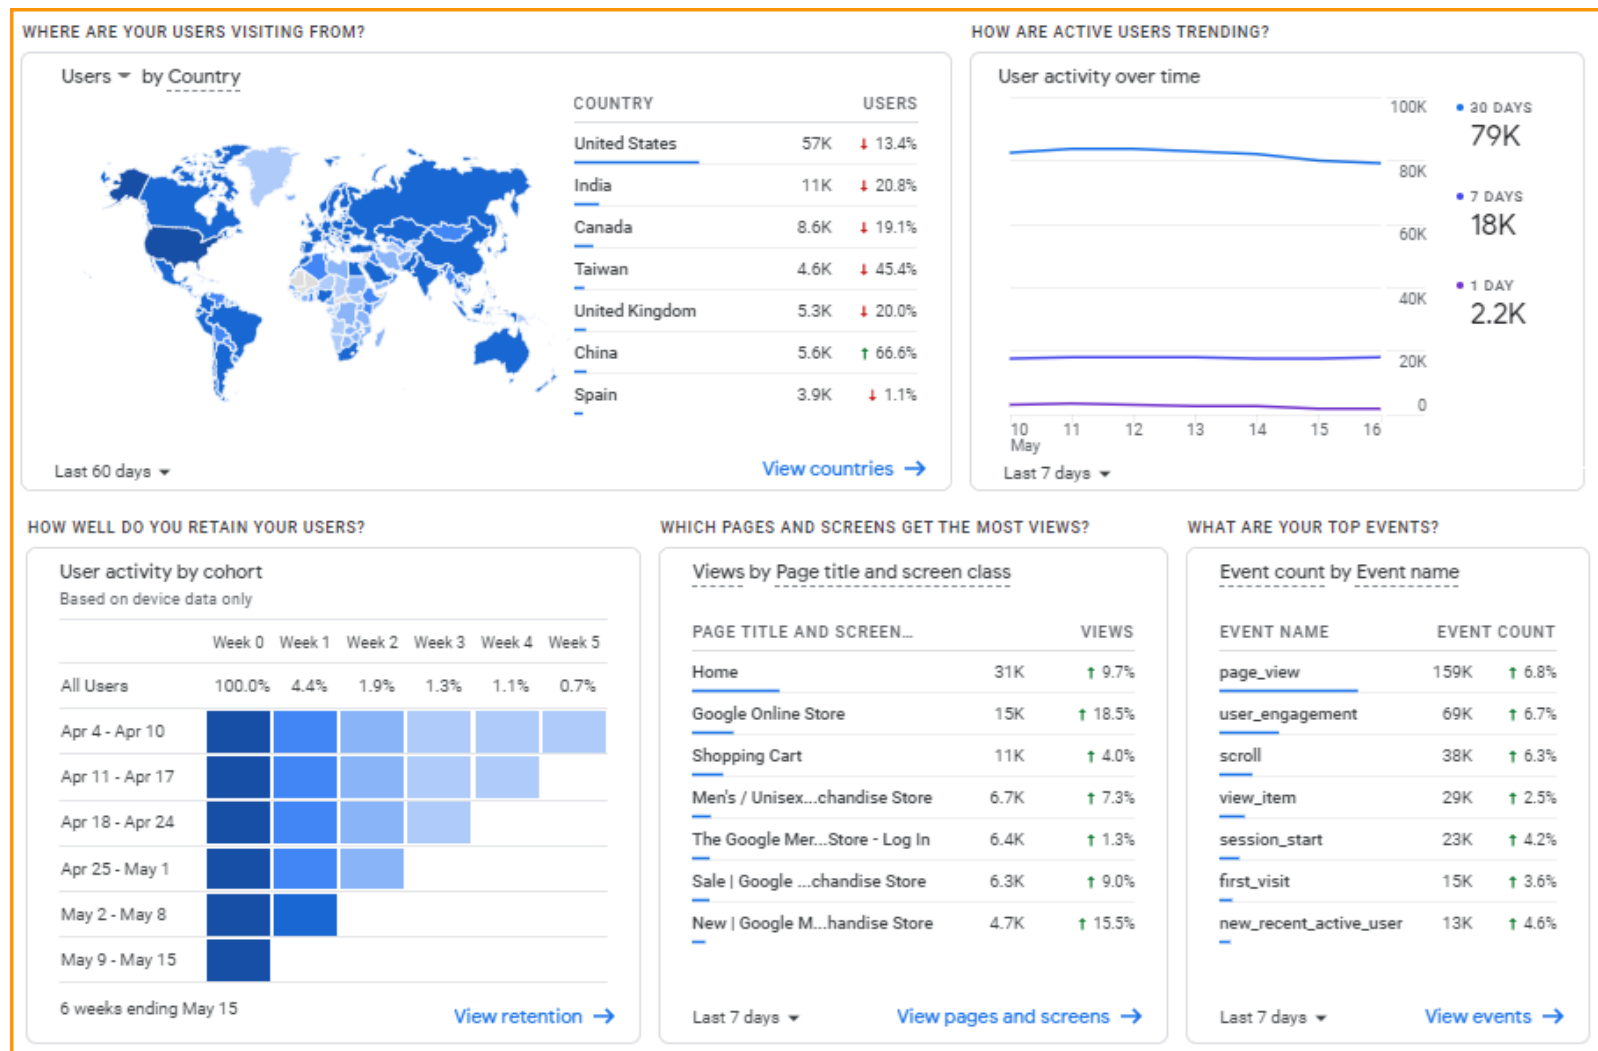 WHERE ARE YOUR USERS VISITING FROM?
Users by Country
COUNTRY USERS
United States 57K ↓ 13.4%
India 11K ↓ 20.8%
Canada 8.6K ↓ 19.1%
Taiwan 4.6K ↓ 45.4%
United Kingdom 5.3K ↓ 20.0%
China 5.6K ↑ 66.6%
Spain 3.9K ↓ 1.1%
Last 60 days
View countries →
HOW ARE ACTIVE USERS TRENDING?
User activity over time
100K
80K
60K
40K
20K
0
10 11 12 13 14 15 16
May
30 DAYS
79K
7 DAYS
18K
1 DAY
2.2K
Last 7 days
HOW WELL DO YOU RETAIN YOUR USERS?
User activity by cohort
Based on device data only
Week 0 Week 1 Week 2 Week 3 Week 4 Week 5
All Users 100.0% 4.4% 1.9% 1.3% 1.1% 0.7%
Apr 4 - Apr 10
Apr 11 - Apr 17
Apr 18 - Apr 24
Apr 25 - May 1
May 2 - May 8
May 9 - May 15
6 weeks ending May 15
View retention →
WHICH PAGES AND SCREENS GET THE MOST VIEWS?
Views by Page title and screen class
PAGE TITLE AND SCREEN... VIEWS
Home 31K ↑ 9.7%
Google Online Store 15K ↑ 18.5%
Shopping Cart 11K ↑ 4.0%
Men's / Unisex...chandise Store 6.7K ↑ 7.3%
The Google Mer...Store - Log In 6.4K ↑ 1.3%
Sale | Google ...chandise Store 6.3K ↑ 9.0%
New | Google M...handise Store 4.7K ↑ 15.5%
Last 7 days
View pages and screens →
WHAT ARE YOUR TOP EVENTS?
Event count by Event name
EVENT NAME EVENT COUNT
page_view 159K ↑ 6.8%
user_engagement 69K ↑ 6.7%
scroll 38K ↑ 6.3%
view_item 29K ↑ 2.5%
session_start 23K ↑ 4.2%
first_visit 15K ↑ 3.6%
new_recent_active_user 13K ↑ 4.6%
Last 7 days
View events →